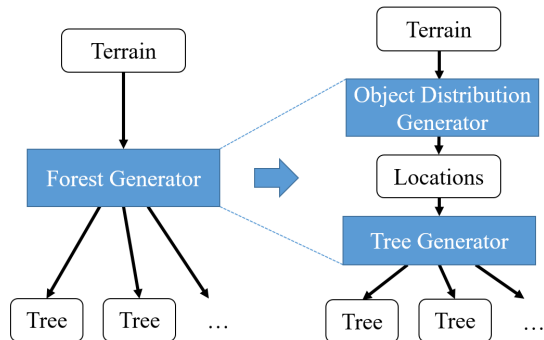 Terrain
Forest Generator
Tree
Tree
...
Terrain
Object Distribution
Generator
Locations
Tree Generator
Tree
Tree
...